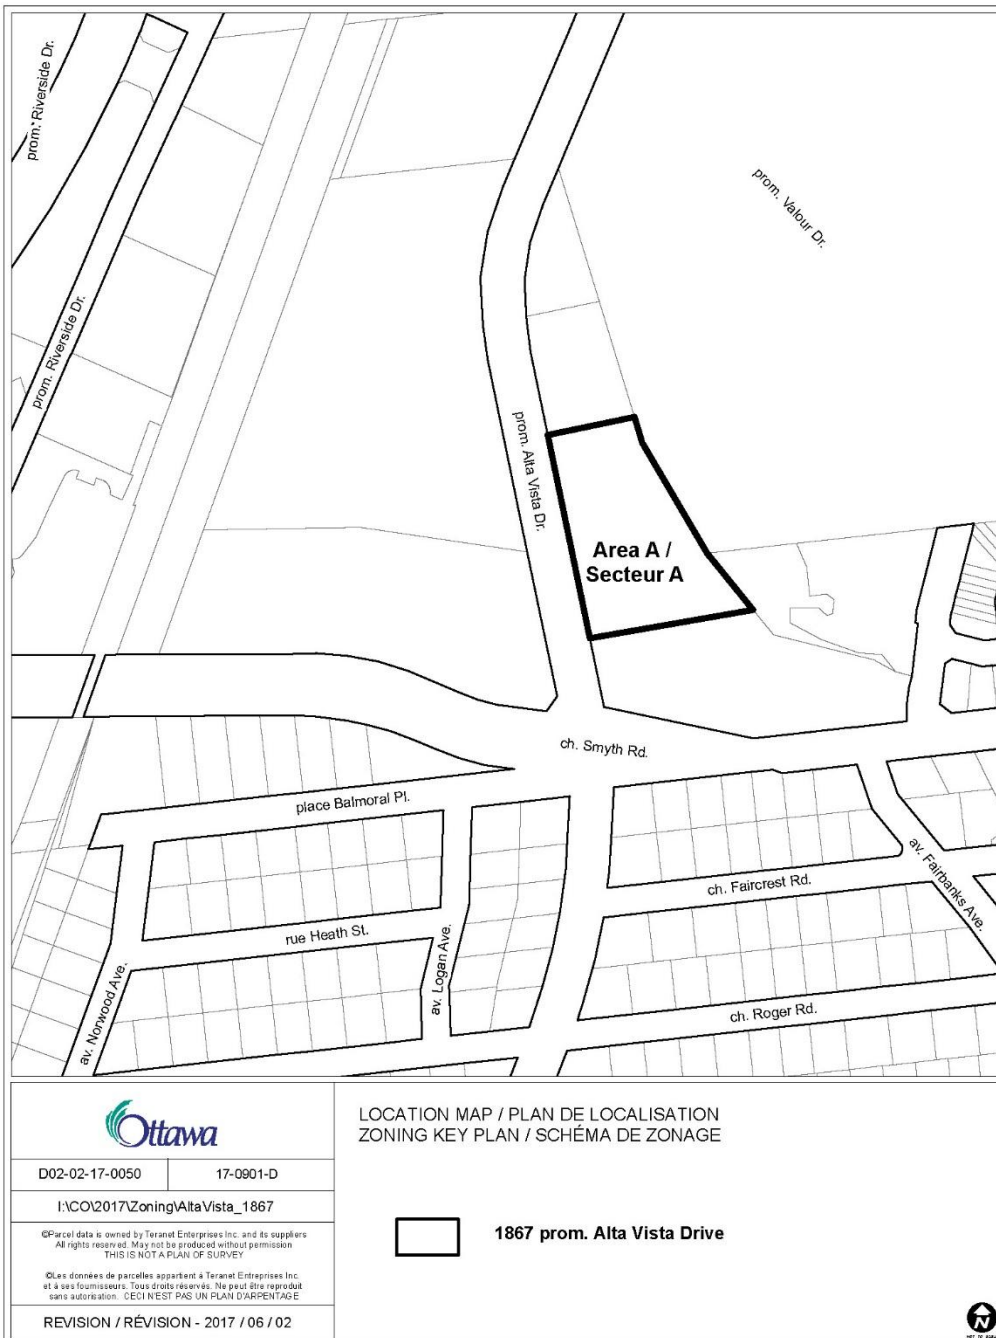 prom. Riverside Dr.
prom. Valour Dr.
prom. Riverside Dr.
prom. Alta Vista Dr.
Area A /
Secteur A
ch. Smyth Rd.
place Balmoral Pl.
av. Fairbanks Ave.
ch. Faircrest Rd.
rue Heath St.
av. Logan Ave.
av. Norwood Ave.
ch. Roger Rd.
Ottawa
D02-02-17-0050
17-0901-D
I:\CO\2017\Zoning\AltaVista_1867
©Parcel data is owned by Teranet Enterprises Inc. and its suppliers
All rights reserved. May not be produced without permission
THIS IS NOT A PLAN OF SURVEY
©Les données de parcelles appartient à Teranet Entreprises Inc.
et à ses fournisseurs. Tous droits réservés. Ne peut être reproduit
sans autorisation. CECI N'EST PAS UN PLAN D'ARPENTAGE
REVISION / RÉVISION - 2017 / 06 / 02
LOCATION MAP / PLAN DE LOCALISATION
ZONING KEY PLAN / SCHÉMA DE ZONAGE
1867 prom. Alta Vista Drive
N